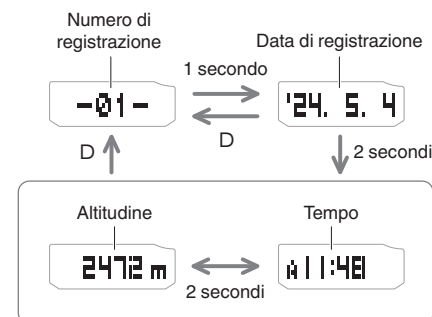 Numero di
registrazione
Data di registrazione
1 secondo
-01-
'24. 5. 4
D
D
2 secondi
Altitudine
Tempo
2472 m
A11:48
2 secondi